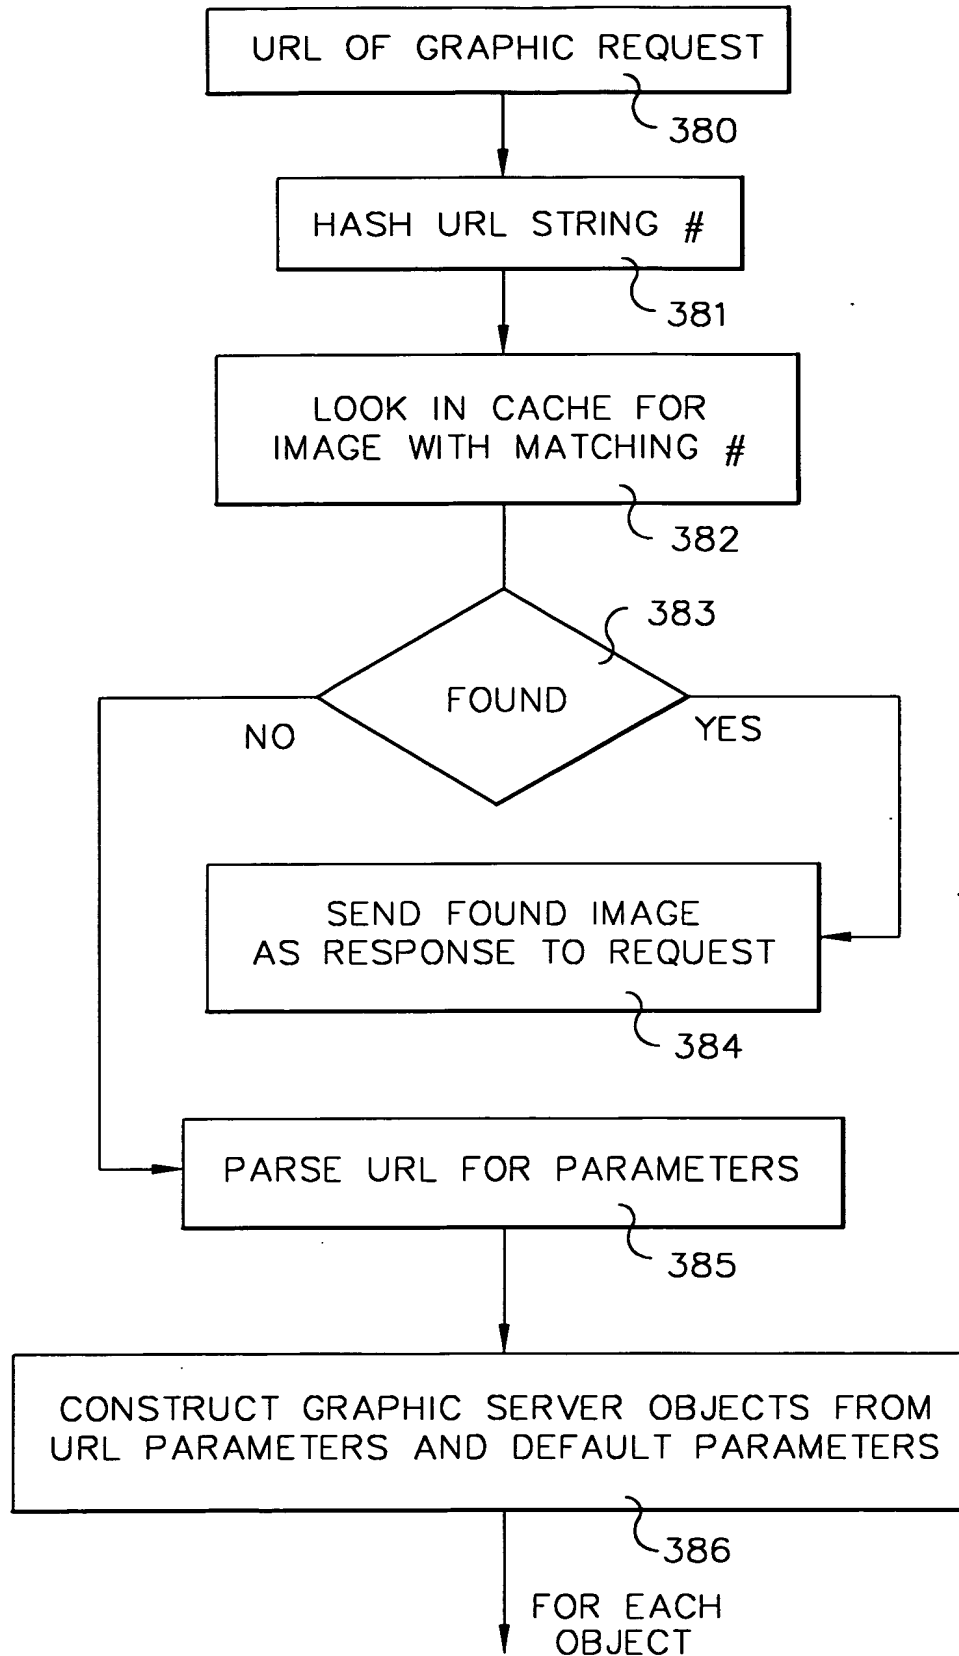 URL OF GRAPHIC REQUEST
380
HASH URL STRING #
381
LOOK IN CACHE FOR
IMAGE WITH MATCHING #
382
383
FOUND
NO
YES
SEND FOUND IMAGE
AS RESPONSE TO REQUEST
384
PARSE URL FOR PARAMETERS
385
CONSTRUCT GRAPHIC SERVER OBJECTS FROM
URL PARAMETERS AND DEFAULT PARAMETERS
386
FOR EACH
OBJECT